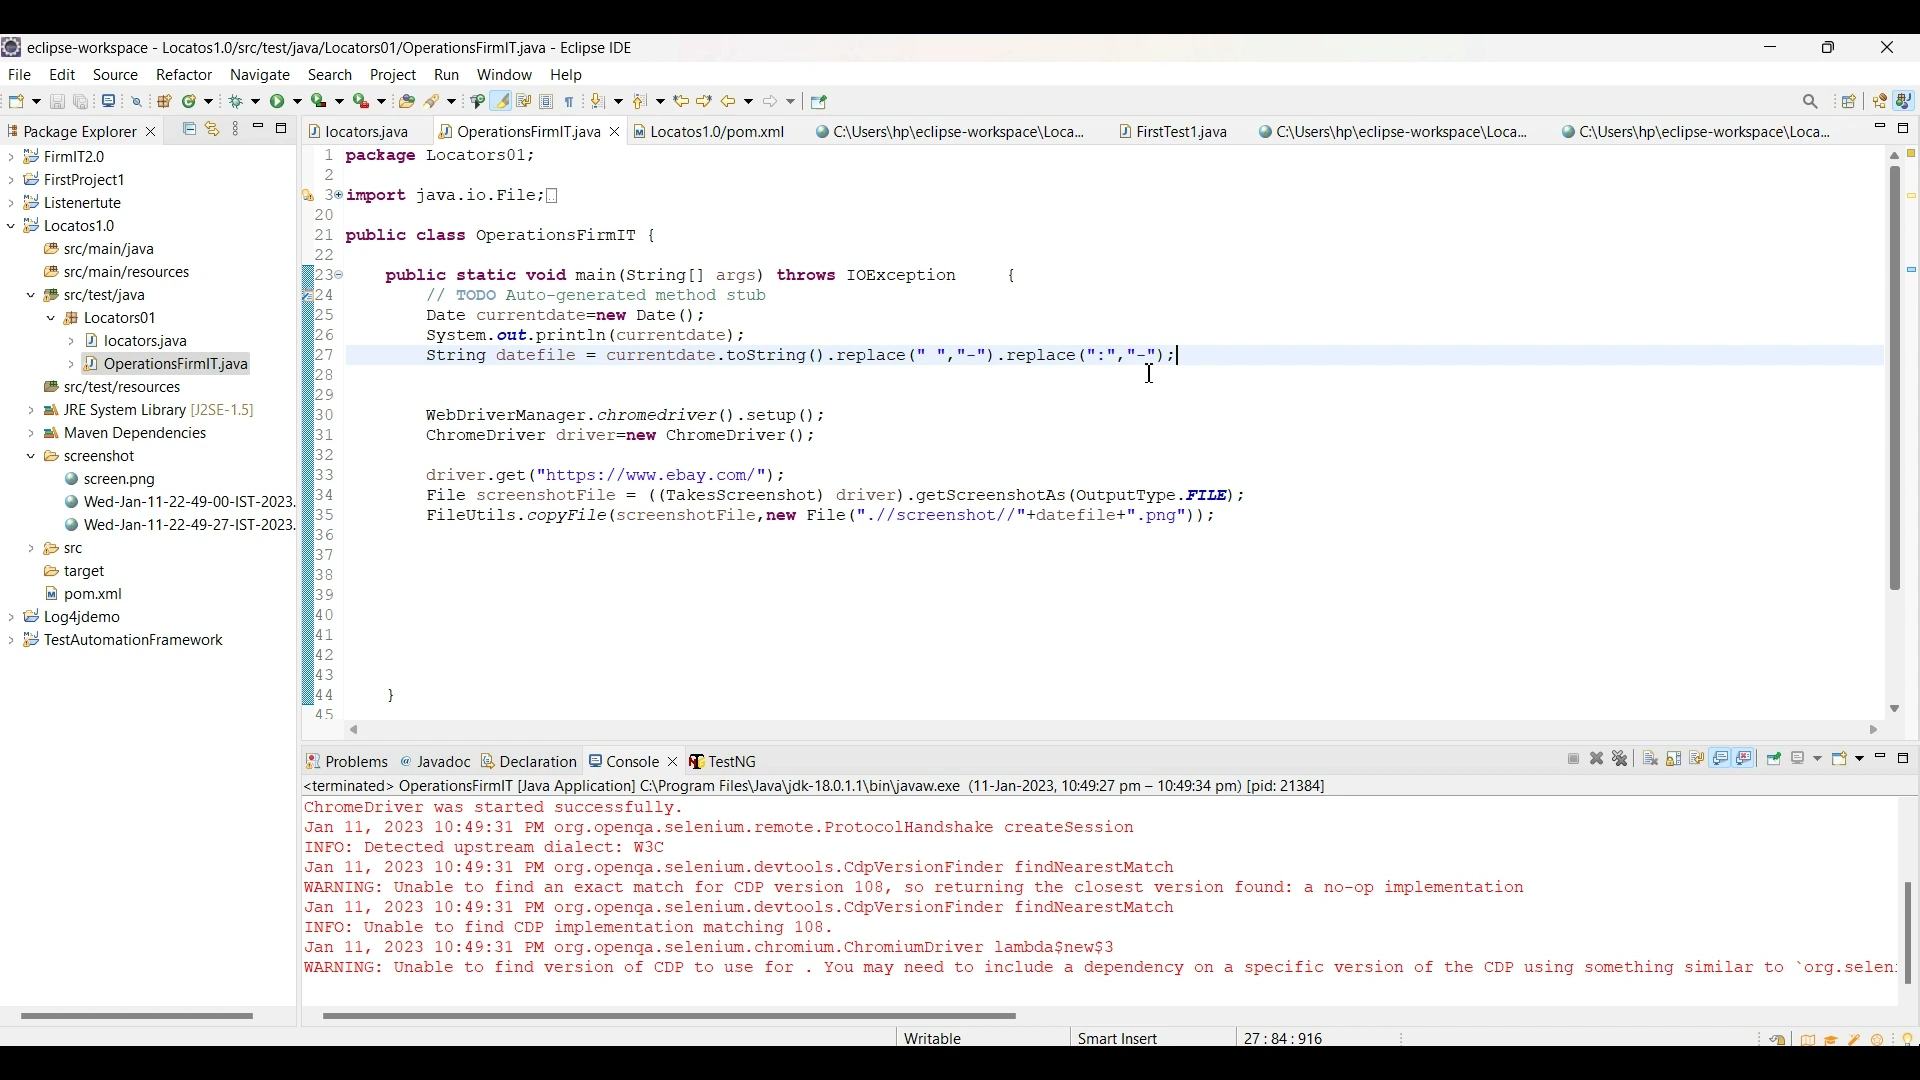 eclipse-workspace - Locatos1.0/src/test/java/Locators01/OperationsFirmIT.java - Eclipse IDE
File Edit Source Refactor Navigate Search Project Run Window Help
Package Explorer
locators.java OperationsFirmIT.java Locatos1.0/pom.xml C:\Users\hp\eclipse-workspace\Loca... FirstTest1.java C:\Users\hp\eclipse-workspace\Loca... C:\Users\hp\eclipse-workspace\Loca...
FirmIT2.0
FirstProject1
Listenertute
Locatos1.0
src/main/java
src/main/resources
src/test/java
Locators01
locators.java
OperationsFirmIT.java
src/test/resources
JRE System Library [J2SE-1.5]
Maven Dependencies
screenshot
screen.png
Wed-Jan-11-22-49-00-IST-2023.
Wed-Jan-11-22-49-27-IST-2023.
src
target
pom.xml
Log4jdemo
TestAutomationFramework
1 package Locators01;
2
3 import java.io.File;
20
21 public class OperationsFirmIT {
22
23 public static void main(String[] args) throws IOException {
24 // TODO Auto-generated method stub
25 Date currentdate=new Date();
26 System.out.println(currentdate);
27 String datefile = currentdate.toString().replace(" ","-").replace(":","-");
28
29
30 WebDriverManager.chromedriver().setup();
31 ChromeDriver driver=new ChromeDriver();
32
33 driver.get("https://www.ebay.com/");
34 File screenshotFile = ((TakesScreenshot) driver).getScreenshotAs(OutputType.FILE);
35 FileUtils.copyFile(screenshotFile,new File(".//screenshot//"+datefile+".png"));
36
37
38
39
40
41
42
43
44 }
45
Problems Javadoc Declaration Console TestNG
<terminated> OperationsFirmIT [Java Application] C:\Program Files\Java\jdk-18.0.1.1\bin\javaw.exe (11-Jan-2023, 10:49:27 pm – 10:49:34 pm) [pid: 21384]
ChromeDriver was started successfully.
Jan 11, 2023 10:49:31 PM org.openqa.selenium.remote.ProtocolHandshake createSession
INFO: Detected upstream dialect: W3C
Jan 11, 2023 10:49:31 PM org.openqa.selenium.devtools.CdpVersionFinder findNearestMatch
WARNING: Unable to find an exact match for CDP version 108, so returning the closest version found: a no-op implementation
Jan 11, 2023 10:49:31 PM org.openqa.selenium.devtools.CdpVersionFinder findNearestMatch
INFO: Unable to find CDP implementation matching 108.
Jan 11, 2023 10:49:31 PM org.openqa.selenium.chromium.ChromiumDriver lambda$new$3
WARNING: Unable to find version of CDP to use for . You may need to include a dependency on a specific version of the CDP using something similar to `org.selen
Writable Smart Insert 27 : 84 : 916